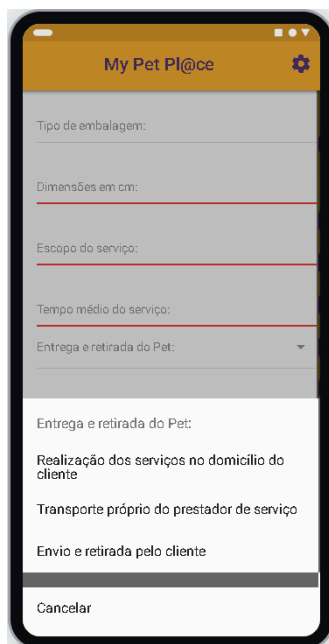 My Pet Pl@ce
Tipo de embalagem:
Dimensões em cm:
Escopo do serviço:
Tempo médio do serviço:
Entrega e retirada do Pet:
Entrega e retirada do Pet:
Realização dos serviços no domicílio do
cliente
Transporte próprio do prestador de serviço
Envio e retirada pelo cliente
Cancelar